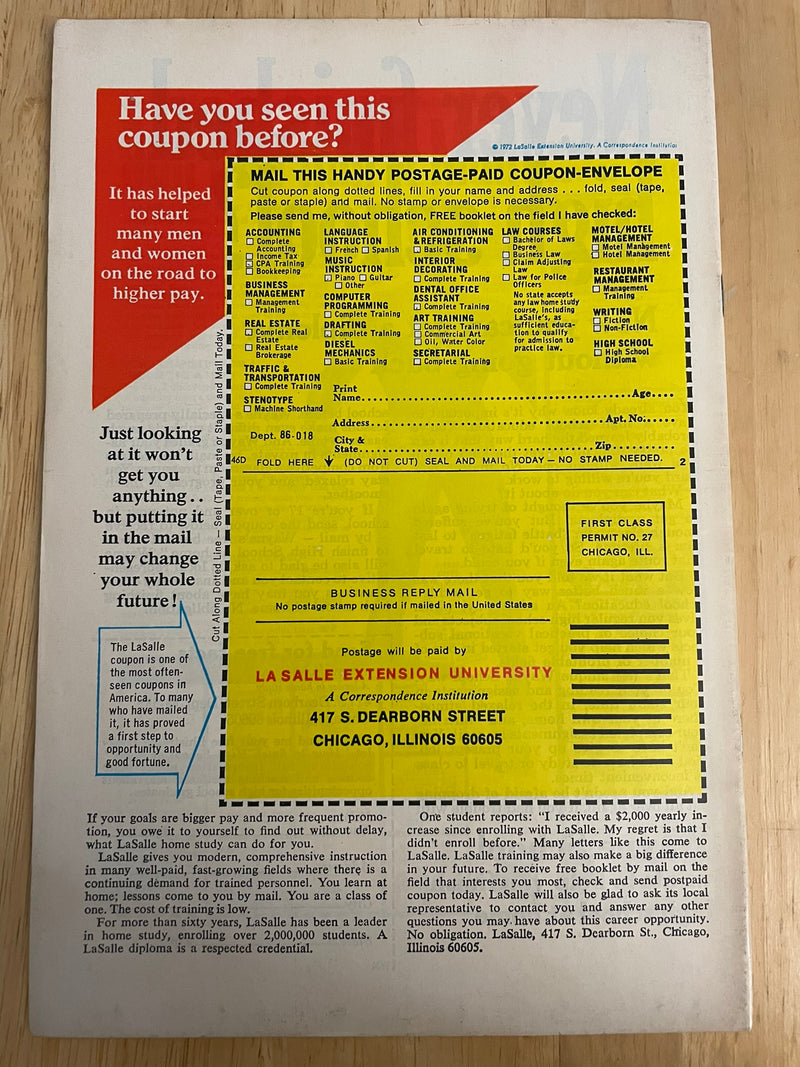 Have you seen this
coupon before?
© 1972 LaSalle Extension University. A Correspondence Institution
It has helped
to start
many men
and women
on the road to
higher pay.
Just looking
at it won't
get you
anything . .
but putting it
in the mail
may change
your whole
future!
The LaSalle
coupon is one of
the most often-
seen coupons in
America. To many
who have mailed
it, it has proved
a first step to
opportunity and
good fortune.
Cut Along Dotted Line — Seal (Tape, Paste or Staple) and Mail Today.
MAIL THIS HANDY POSTAGE-PAID COUPON-ENVELOPE
Cut coupon along dotted lines, fill in your name and address . . . fold, seal (tape,
paste or staple) and mail. No stamp or envelope is necessary.
Please send me, without obligation, FREE booklet on the field I have checked:
ACCOUNTING
Complete
Accounting
Income Tax
CPA Training
Bookkeeping
BUSINESS
MANAGEMENT
Management
Training
REAL ESTATE
Complete Real
Estate
Real Estate
Brokerage
TRAFFIC &
TRANSPORTATION
Complete Training
STENOTYPE
Machine Shorthand
LANGUAGE
INSTRUCTION
French Spanish
MUSIC
INSTRUCTION
Piano Guitar
Other
COMPUTER
PROGRAMMING
Complete Training
DRAFTING
Complete Training
DIESEL
MECHANICS
Basic Training
AIR CONDITIONING
& REFRIGERATION
Basic Training
INTERIOR
DECORATING
Complete Training
DENTAL OFFICE
ASSISTANT
Complete Training
ART TRAINING
Complete Training
Commercial Art
Oil, Water Color
SECRETARIAL
Complete Training
LAW COURSES
Bachelor of Laws
Degree
Business Law
Claim Adjusting
Law
Law for Police
Officers
No state accepts
any law home study
course, including
LaSalle's, as
sufficient educa-
tion to qualify
for admission to
practice law.
MOTEL/HOTEL
MANAGEMENT
Motel Management
Hotel Management
RESTAURANT
MANAGEMENT
Management
Training
WRITING
Fiction
Non-Fiction
HIGH SCHOOL
High School
Diploma
Print
Name.................................................Age.....
Address.............................................Apt. No......
Dept. 86-018
City &
State.............................................Zip...........
46D FOLD HERE (DO NOT CUT) SEAL AND MAIL TODAY — NO STAMP NEEDED. 2
FIRST CLASS
PERMIT NO. 27
CHICAGO, ILL.
BUSINESS REPLY MAIL
No postage stamp required if mailed in the United States
Postage will be paid by
LA SALLE EXTENSION UNIVERSITY
A Correspondence Institution
417 S. DEARBORN STREET
CHICAGO, ILLINOIS 60605
If your goals are bigger pay and more frequent promo-
tion, you owe it to yourself to find out without delay,
what LaSalle home study can do for you.
LaSalle gives you modern, comprehensive instruction
in many well-paid, fast-growing fields where there is a
continuing demand for trained personnel. You learn at
home; lessons come to you by mail. You are a class of
one. The cost of training is low.
For more than sixty years, LaSalle has been a leader
in home study, enrolling over 2,000,000 students. A
LaSalle diploma is a respected credential.
One student reports: "I received a $2,000 yearly in-
crease since enrolling with LaSalle. My regret is that I
didn't enroll before." Many letters like this come to
LaSalle. LaSalle training may also make a big difference
in your future. To receive free booklet by mail on the
field that interests you most, check and send postpaid
coupon today. LaSalle will also be glad to ask its local
representative to contact you and answer any other
questions you may have about this career opportunity.
No obligation. LaSalle, 417 S. Dearborn St., Chicago,
Illinois 60605.